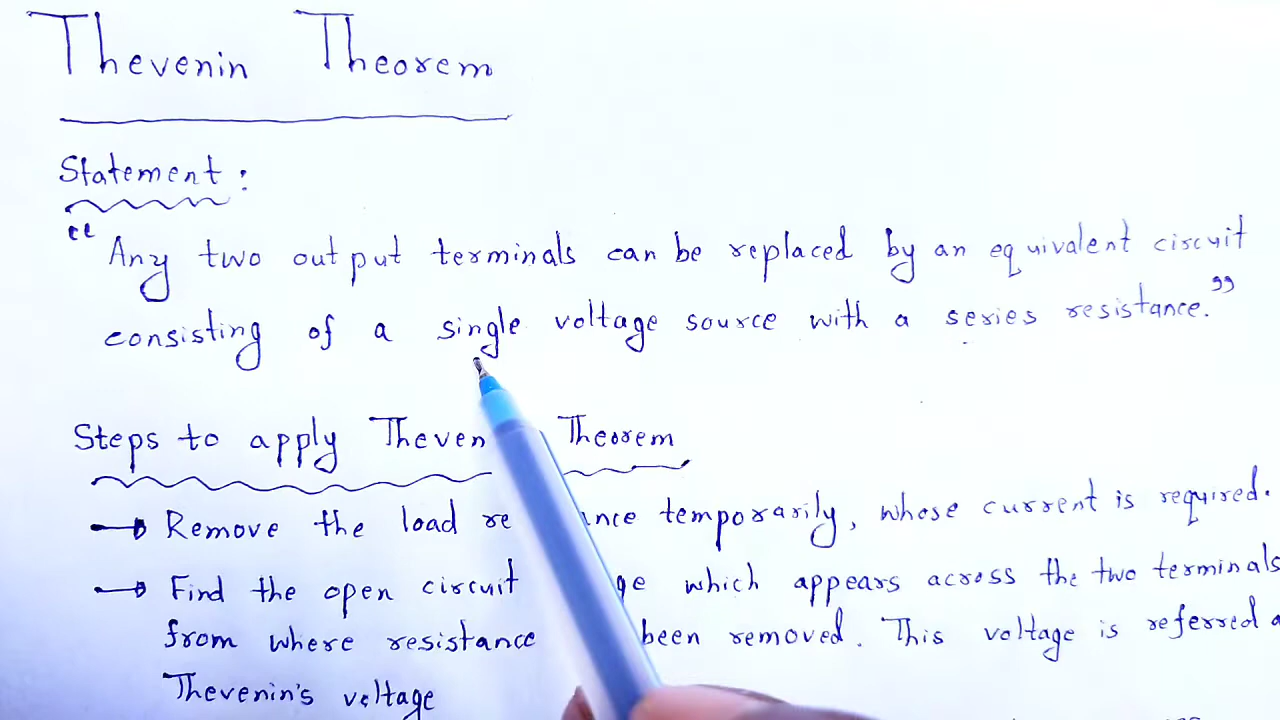 Thevenin Theorem
Statement:
"Any two output terminals can be replaced by an equivalent circuit
consisting of a single voltage source with a series resistance."
Steps to apply Theven Theorem
→ Remove the load re ance temporarily, whose current is required.
→ Find the open circuit ge which appears across the two terminals
from where resistance been removed. This voltage is referred a
Thevenin's voltage